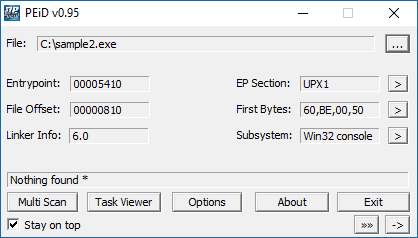 PEiD v0.95
File: C:\sample2.exe ...
Entrypoint: 00005410 EP Section: UPX1 >
File Offset: 00000810 First Bytes: 60,BE,00,50 >
Linker Info: 6.0 Subsystem: Win32 console >
Nothing found *
Multi Scan Task Viewer Options About Exit
Stay on top »» ->